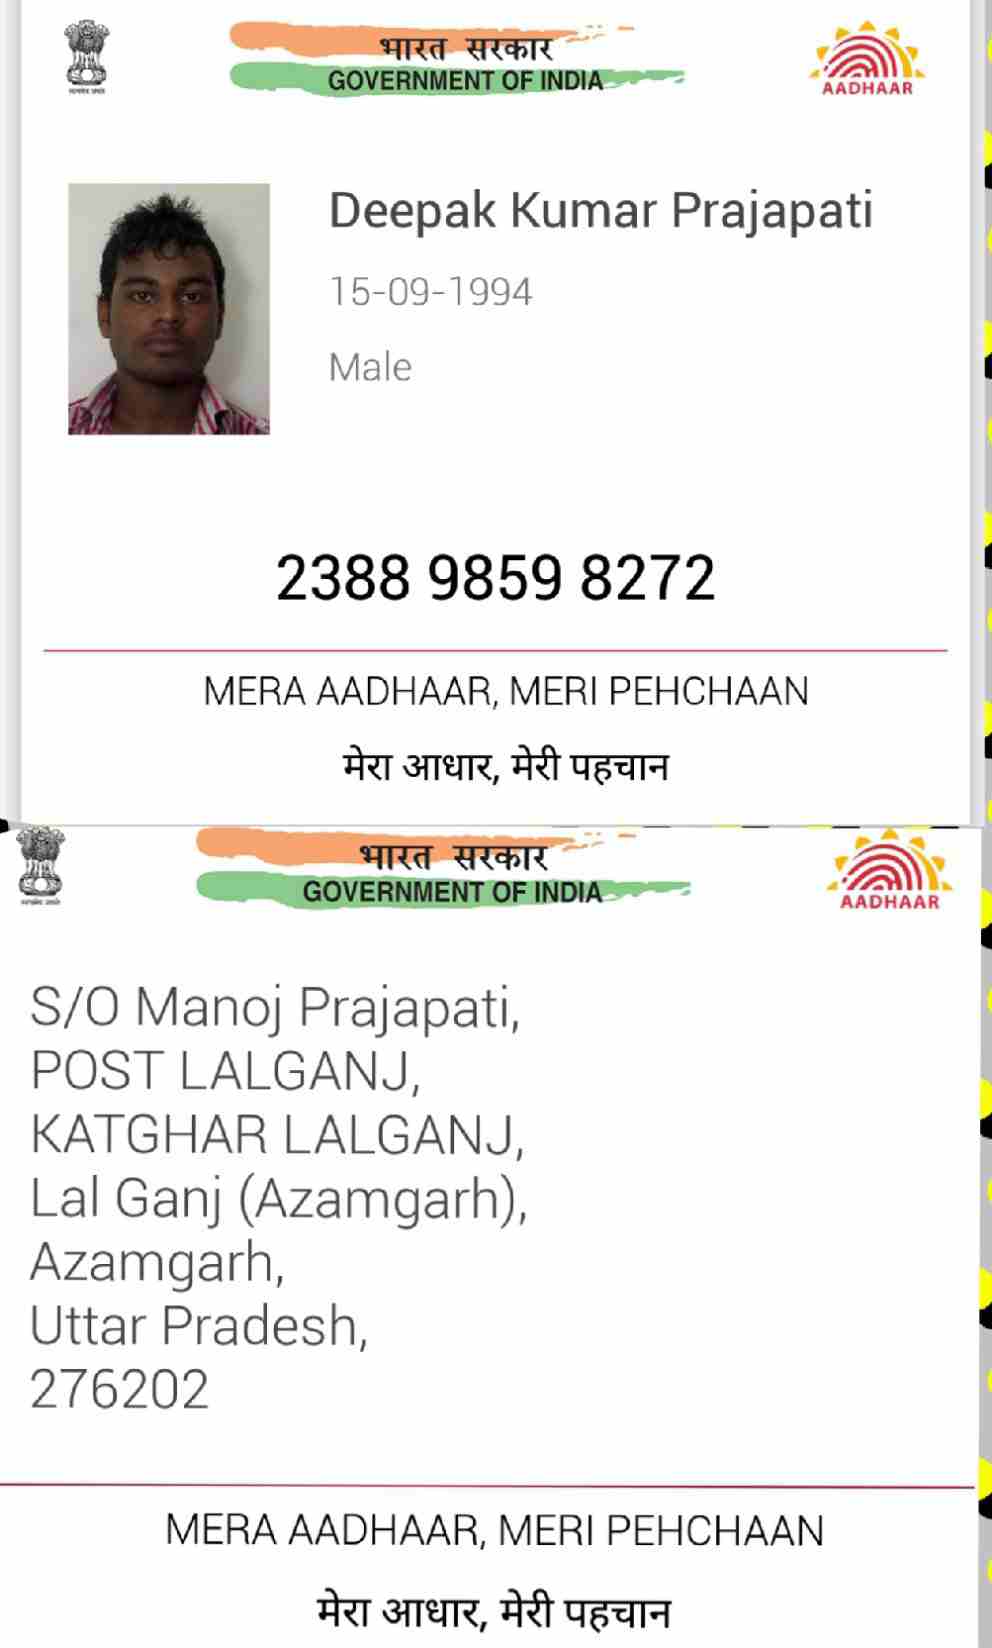 भारत सरकार
GOVERNMENT OF INDIA
AADHAAR
Deepak Kumar Prajapati
15-09-1994
Male
2388 9859 8272
MERA AADHAAR, MERI PEHCHAAN
मेरा आधार, मेरी पहचान
भारत सरकार
GOVERNMENT OF INDIA
AADHAAR
S/O Manoj Prajapati,
POST LALGANJ,
KATGHAR LALGANJ,
Lal Ganj (Azamgarh),
Azamgarh,
Uttar Pradesh,
276202
MERA AADHAAR, MERI PEHCHAAN
मेरा आधार, मेरी पहचान